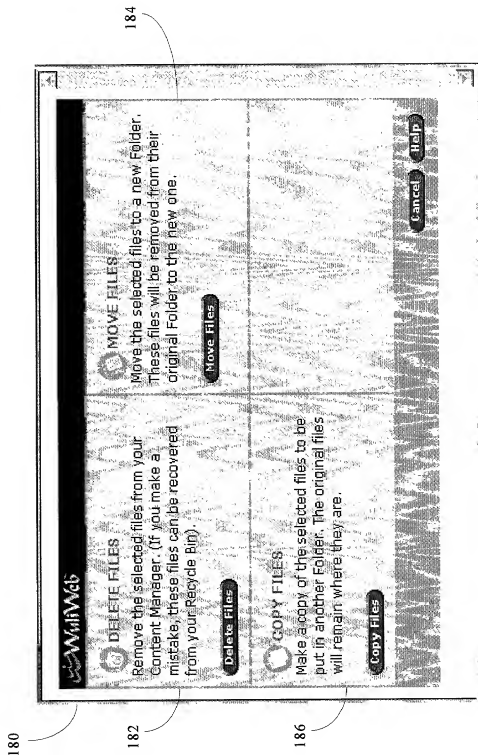 180
WulfWeb
182
DELETE FILES
Remove the selected files from your
Content Manager. (If you make a
mistake, these files can be recovered
from your Recycle Bin).
Delete Files
184
MOVE FILES
Move the selected files to a new Folder.
These files will be removed from their
original Folder to the new one.
Move Files
186
COPY FILES
Make a copy of the selected files to be
put in another Folder. The original files
will remain where they are.
Copy Files
Cancel
Help